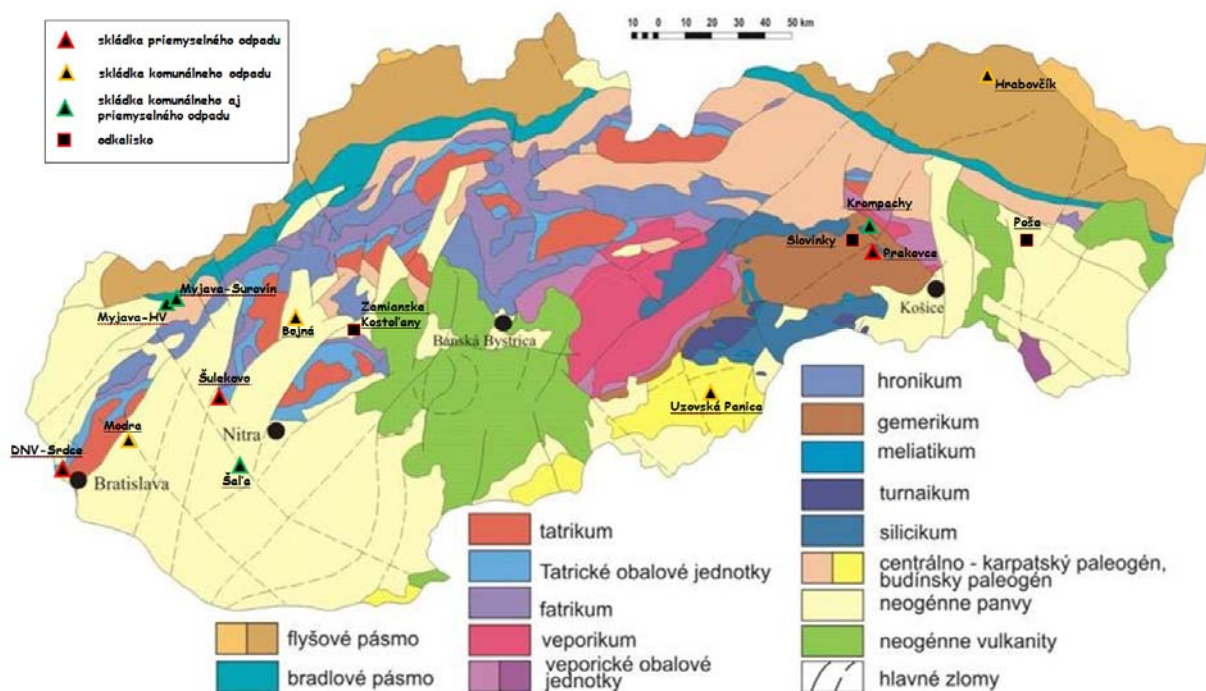 skládka priemyselného odpadu
skládka komunálneho odpadu
skládka komunálneho aj
priemyselného odpadu
odkalisko
10 0 10 20 30 40 50 km
Hrabovčík
Krompachy
Slovinky
Poša
Prakovce
Myjava-Surovín
Myjava-HV
Bojná
Zamianske
Kostoľany
Košice
Bánská Bystrica
Šulekovo
Uzovská Panica
Modra
Nitra
DNV-Srdce
Bratislava
Šaľa
hronikum
gemerikum
meliatikum
turnaikum
silicikum
centrálno - karpatský paleogén,
budínsky paleogén
neogénne panvy
neogénne vulkanity
hlavné zlomy
tatrikum
Tatrické obalové jednotky
fatrikum
veporikum
veporické obalové
jednotky
flyšové pásmo
bradlové pásmo